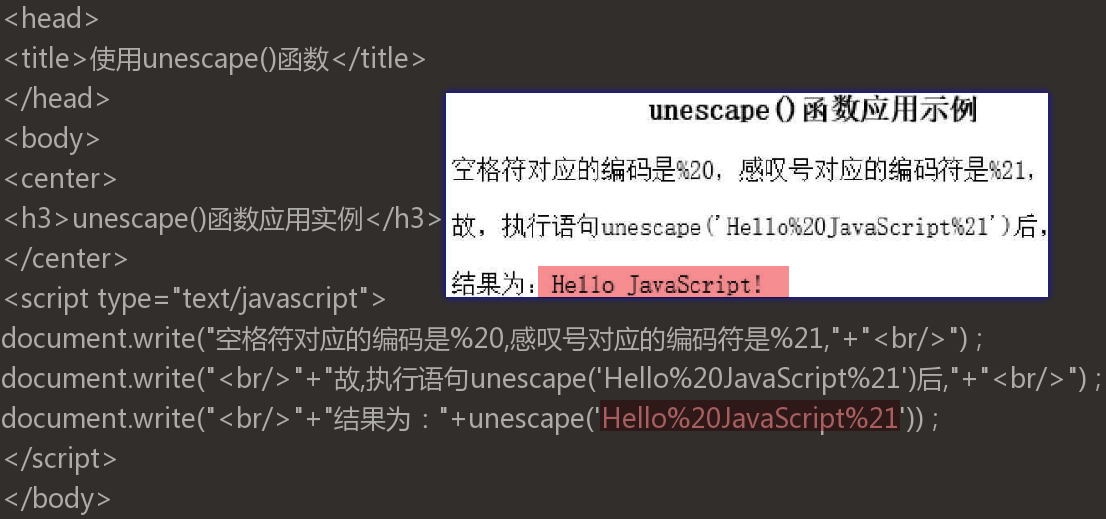 <head>
<title>使用unescape()函数</title>
</head>
<body>
<center>
<h3>unescape()函数应用实例</h3>
</center>
<script type="text/javascript">
document.write("空格符对应的编码是%20,感叹号对应的编码符是%21,"+"<br/>") ;
document.write("<br/>"+"故,执行语句unescape('Hello%20JavaScript%21')后,"+"<br/>") ;
document.write("<br/>"+"结果为："+unescape('Hello%20JavaScript%21')) ;
</script>
</body>
unescape()函数应用示例
空格符对应的编码是%20，感叹号对应的编码符是%21，
故，执行语句unescape('Hello%20JavaScript%21')后，
结果为：Hello JavaScript!